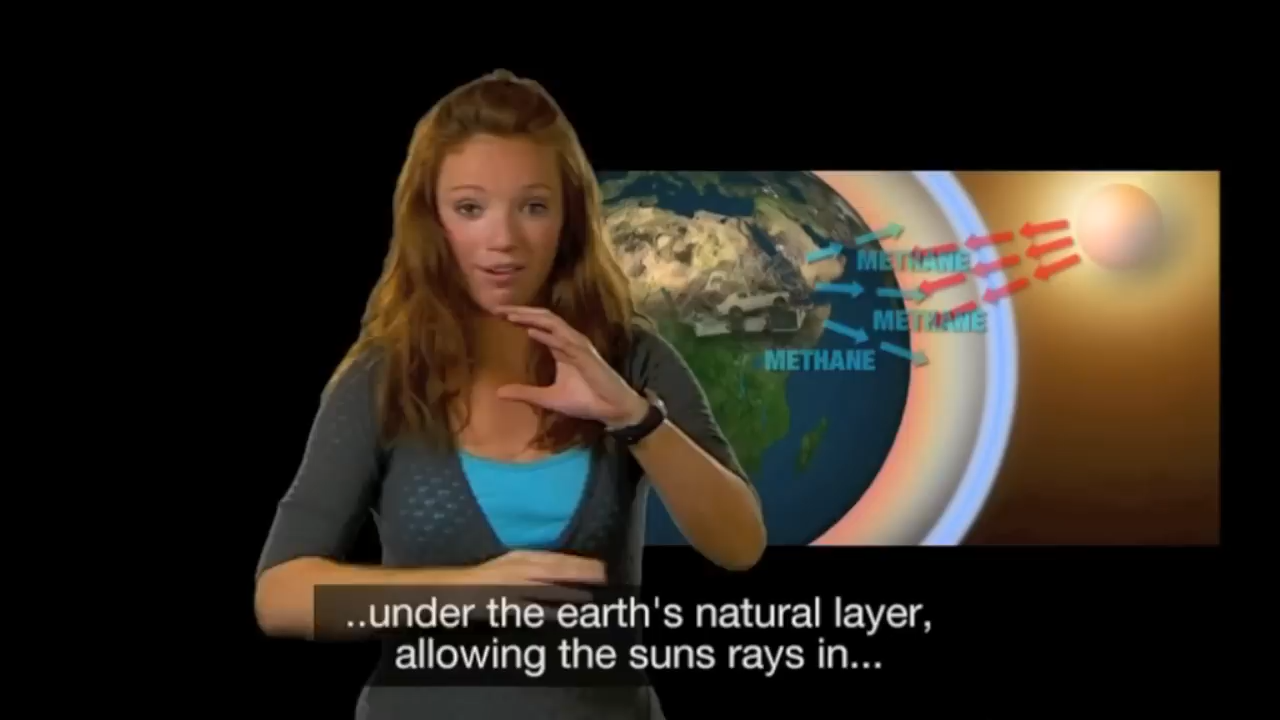 METHANE
METHANE
METHANE
..under the earth's natural layer,
allowing the suns rays in...